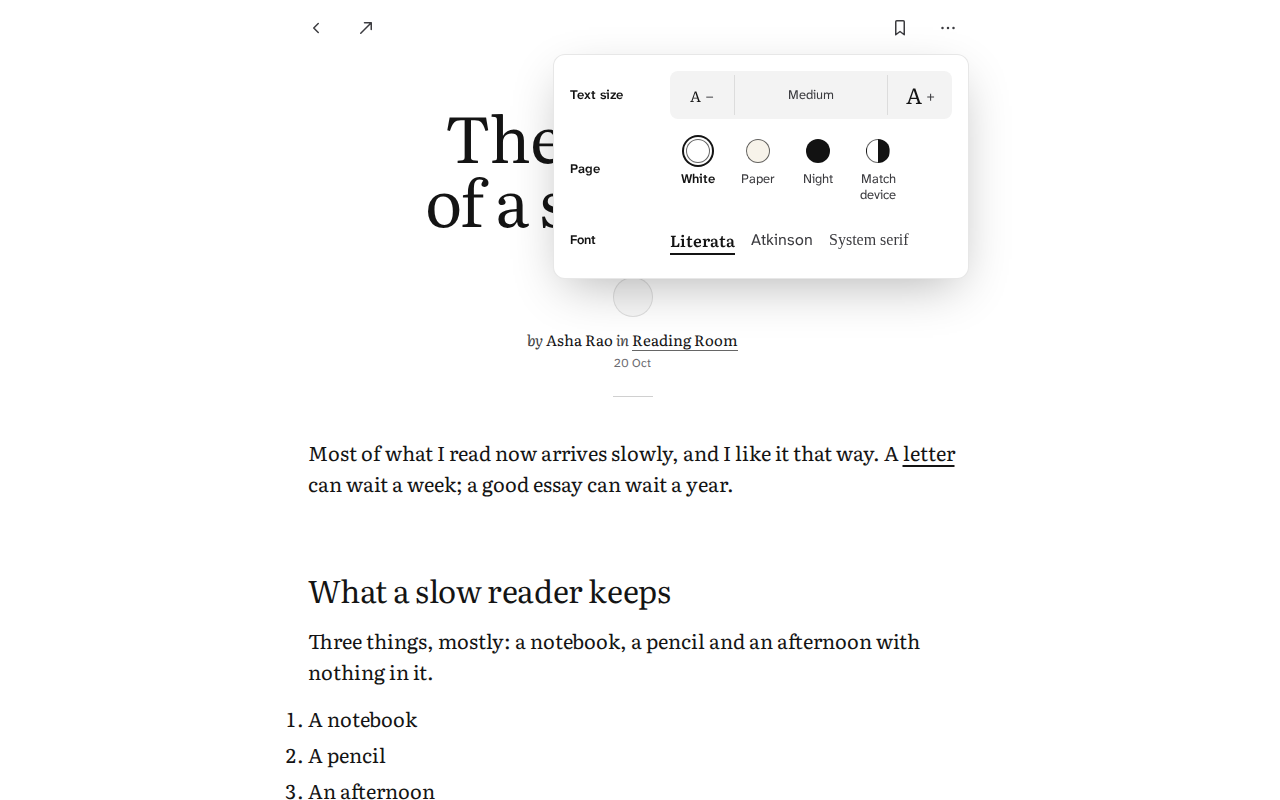 Text size
A − Medium A +
Page
White Paper Night Match device
Font
Literata Atkinson System serif
The
of a
by Asha Rao in Reading Room
20 Oct
Most of what I read now arrives slowly, and I like it that way. A letter
can wait a week; a good essay can wait a year.
What a slow reader keeps
Three things, mostly: a notebook, a pencil and an afternoon with
nothing in it.
1. A notebook
2. A pencil
3. An afternoon